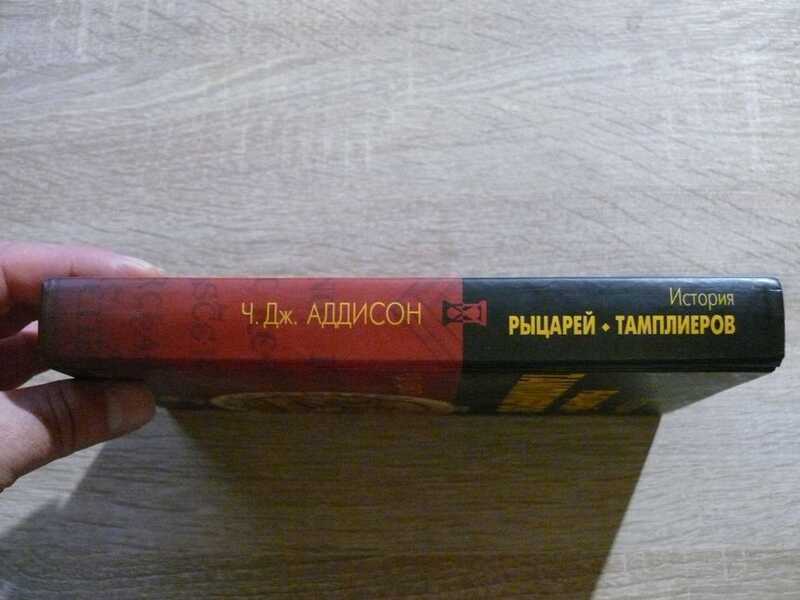 Ч. Дж. АДДИСОН
История
РЫЦАРЕЙ • ТАМПЛИЕРОВ